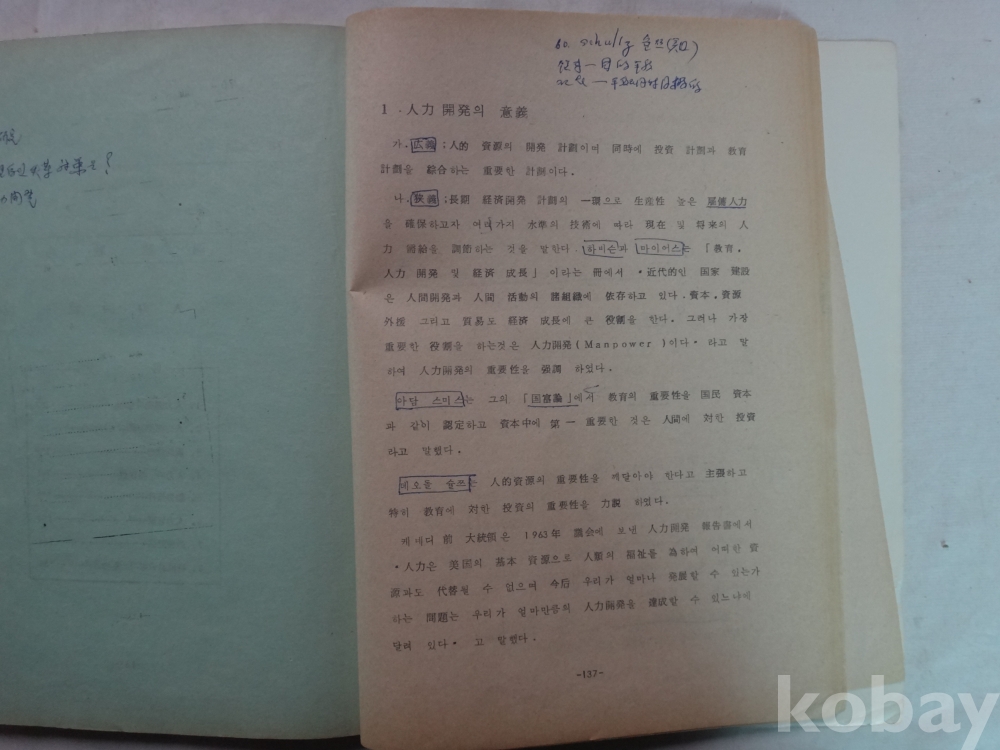 60. Schultz
1. 人力 開発의 意義
가. 広義 ; 人的 資源의 開発 計劃이며 同時에 投資 計劃과 教育
計劃을 綜合하는 重要한 計劃이다.
나. 狭義 ; 長期 経済開発 計劃의 一環으로 生産性 높은 人力
을 確保하고자 여러가지 水準의 技術에 따라 現在 및 将来의 人
力 需給을 調節하는 것을 말한다. 하비슨과 마이어스는 「教育,
人力 開発 및 経済 成長」이라는 冊에서 "近代的인 国家 建設
은 人間開発과 人間 活動의 諸組織에 依存하고 있다. 資本, 資源
外援 그리고 貿易도 経済 成長에 큰 役割을 한다. 그러나 가장
重要한 役割을 하는것은 人力開発(Manpower)이다" 라고 말
하여 人力開発의 重要性을 強調 하였다.
아담 스미스는 그의 「国富論」에서 教育의 重要性을 国民 資本
과 같이 認定하고 資本中에 第一 重要한 것은 人間에 対한 投資
라고 말했다.
데오돌 슐쯔는 人的資源의 重要性을 깨달아야 한다고 主張하고
特히 教育에 対한 投資의 重要性을 力説 하였다.
케네디 前 大統領은 1963年 議会에 보낸 人力開発 報告書에서
"人力은 美国의 基本 資源으로 人類의 福祉를 為하여 어떠한 資
源과도 代替될 수 없으며 今后 우리가 얼마나 発展할 수 있는가
하는 問題는 우리가 얼마만큼의 人力開発을 達成할 수 있느냐에
달려 있다" 고 말했다.
-137-
kobay